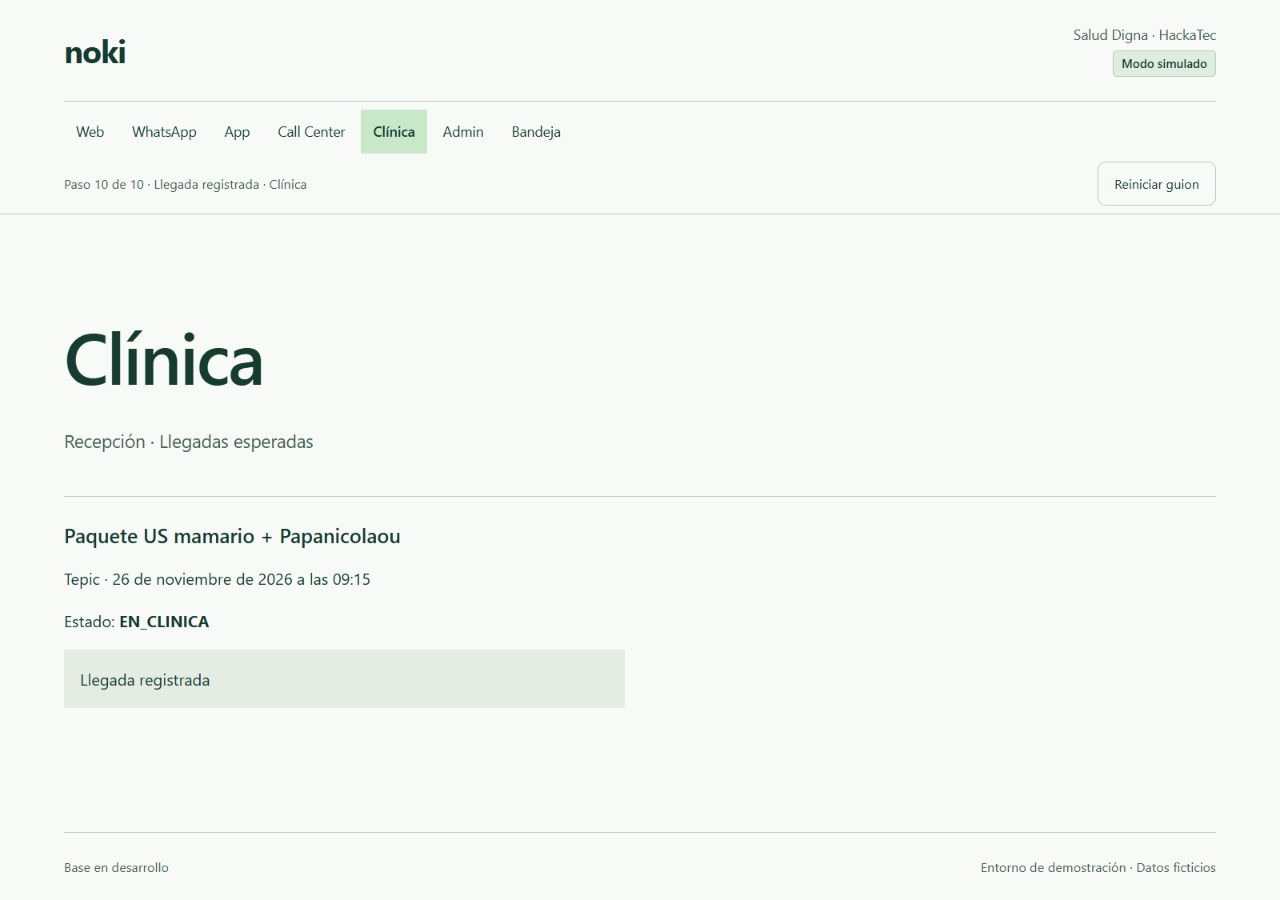 noki
Salud Digna · HackaTec
Modo simulado
Web WhatsApp App Call Center Clínica Admin Bandeja
Paso 10 de 10 · Llegada registrada · Clínica
Reiniciar guion
Clínica
Recepción · Llegadas esperadas
Paquete US mamario + Papanicolaou
Tepic · 26 de noviembre de 2026 a las 09:15
Estado: EN_CLINICA
Llegada registrada
Base en desarrollo
Entorno de demostración · Datos ficticios